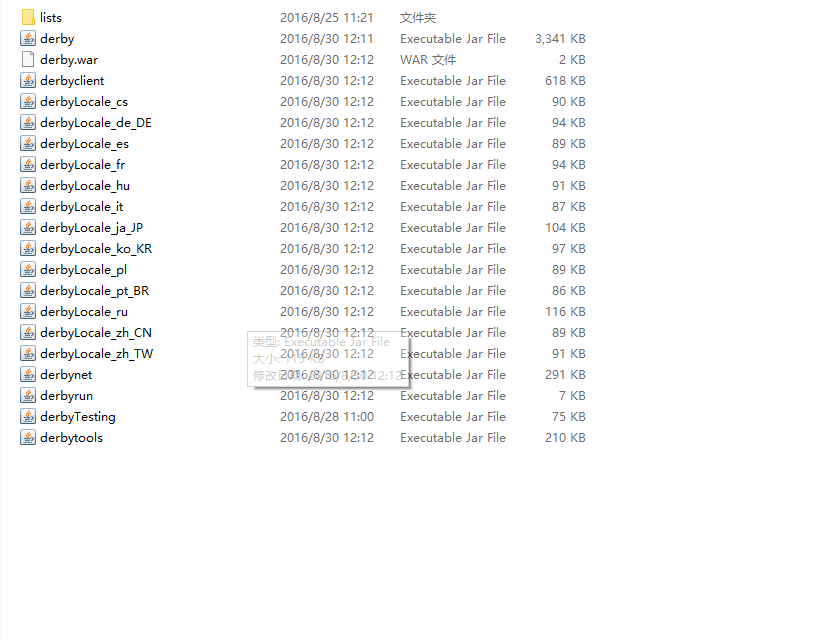 lists 2016/8/25 11:21 文件夹
derby 2016/8/30 12:11 Executable Jar File 3,341 KB
derby.war 2016/8/30 12:12 WAR 文件 2 KB
derbyclient 2016/8/30 12:12 Executable Jar File 618 KB
derbyLocale_cs 2016/8/30 12:12 Executable Jar File 90 KB
derbyLocale_de_DE 2016/8/30 12:12 Executable Jar File 94 KB
derbyLocale_es 2016/8/30 12:12 Executable Jar File 89 KB
derbyLocale_fr 2016/8/30 12:12 Executable Jar File 94 KB
derbyLocale_hu 2016/8/30 12:12 Executable Jar File 91 KB
derbyLocale_it 2016/8/30 12:12 Executable Jar File 87 KB
derbyLocale_ja_JP 2016/8/30 12:12 Executable Jar File 104 KB
derbyLocale_ko_KR 2016/8/30 12:12 Executable Jar File 97 KB
derbyLocale_pl 2016/8/30 12:12 Executable Jar File 89 KB
derbyLocale_pt_BR 2016/8/30 12:12 Executable Jar File 86 KB
derbyLocale_ru 2016/8/30 12:12 Executable Jar File 116 KB
derbyLocale_zh_CN 2016/8/30 12:12 Executable Jar File 89 KB
类型: Executable Jar File
derbyLocale_zh_TW 2016/8/30 12:12 Executable Jar File 91 KB
大小: 115 KB
derbynet 2016/8/30 12:12 Executable Jar File 291 KB
修改日期: 2016/8/30 12:12
derbyrun 2016/8/30 12:12 Executable Jar File 7 KB
derbyTesting 2016/8/28 11:00 Executable Jar File 75 KB
derbytools 2016/8/30 12:12 Executable Jar File 210 KB